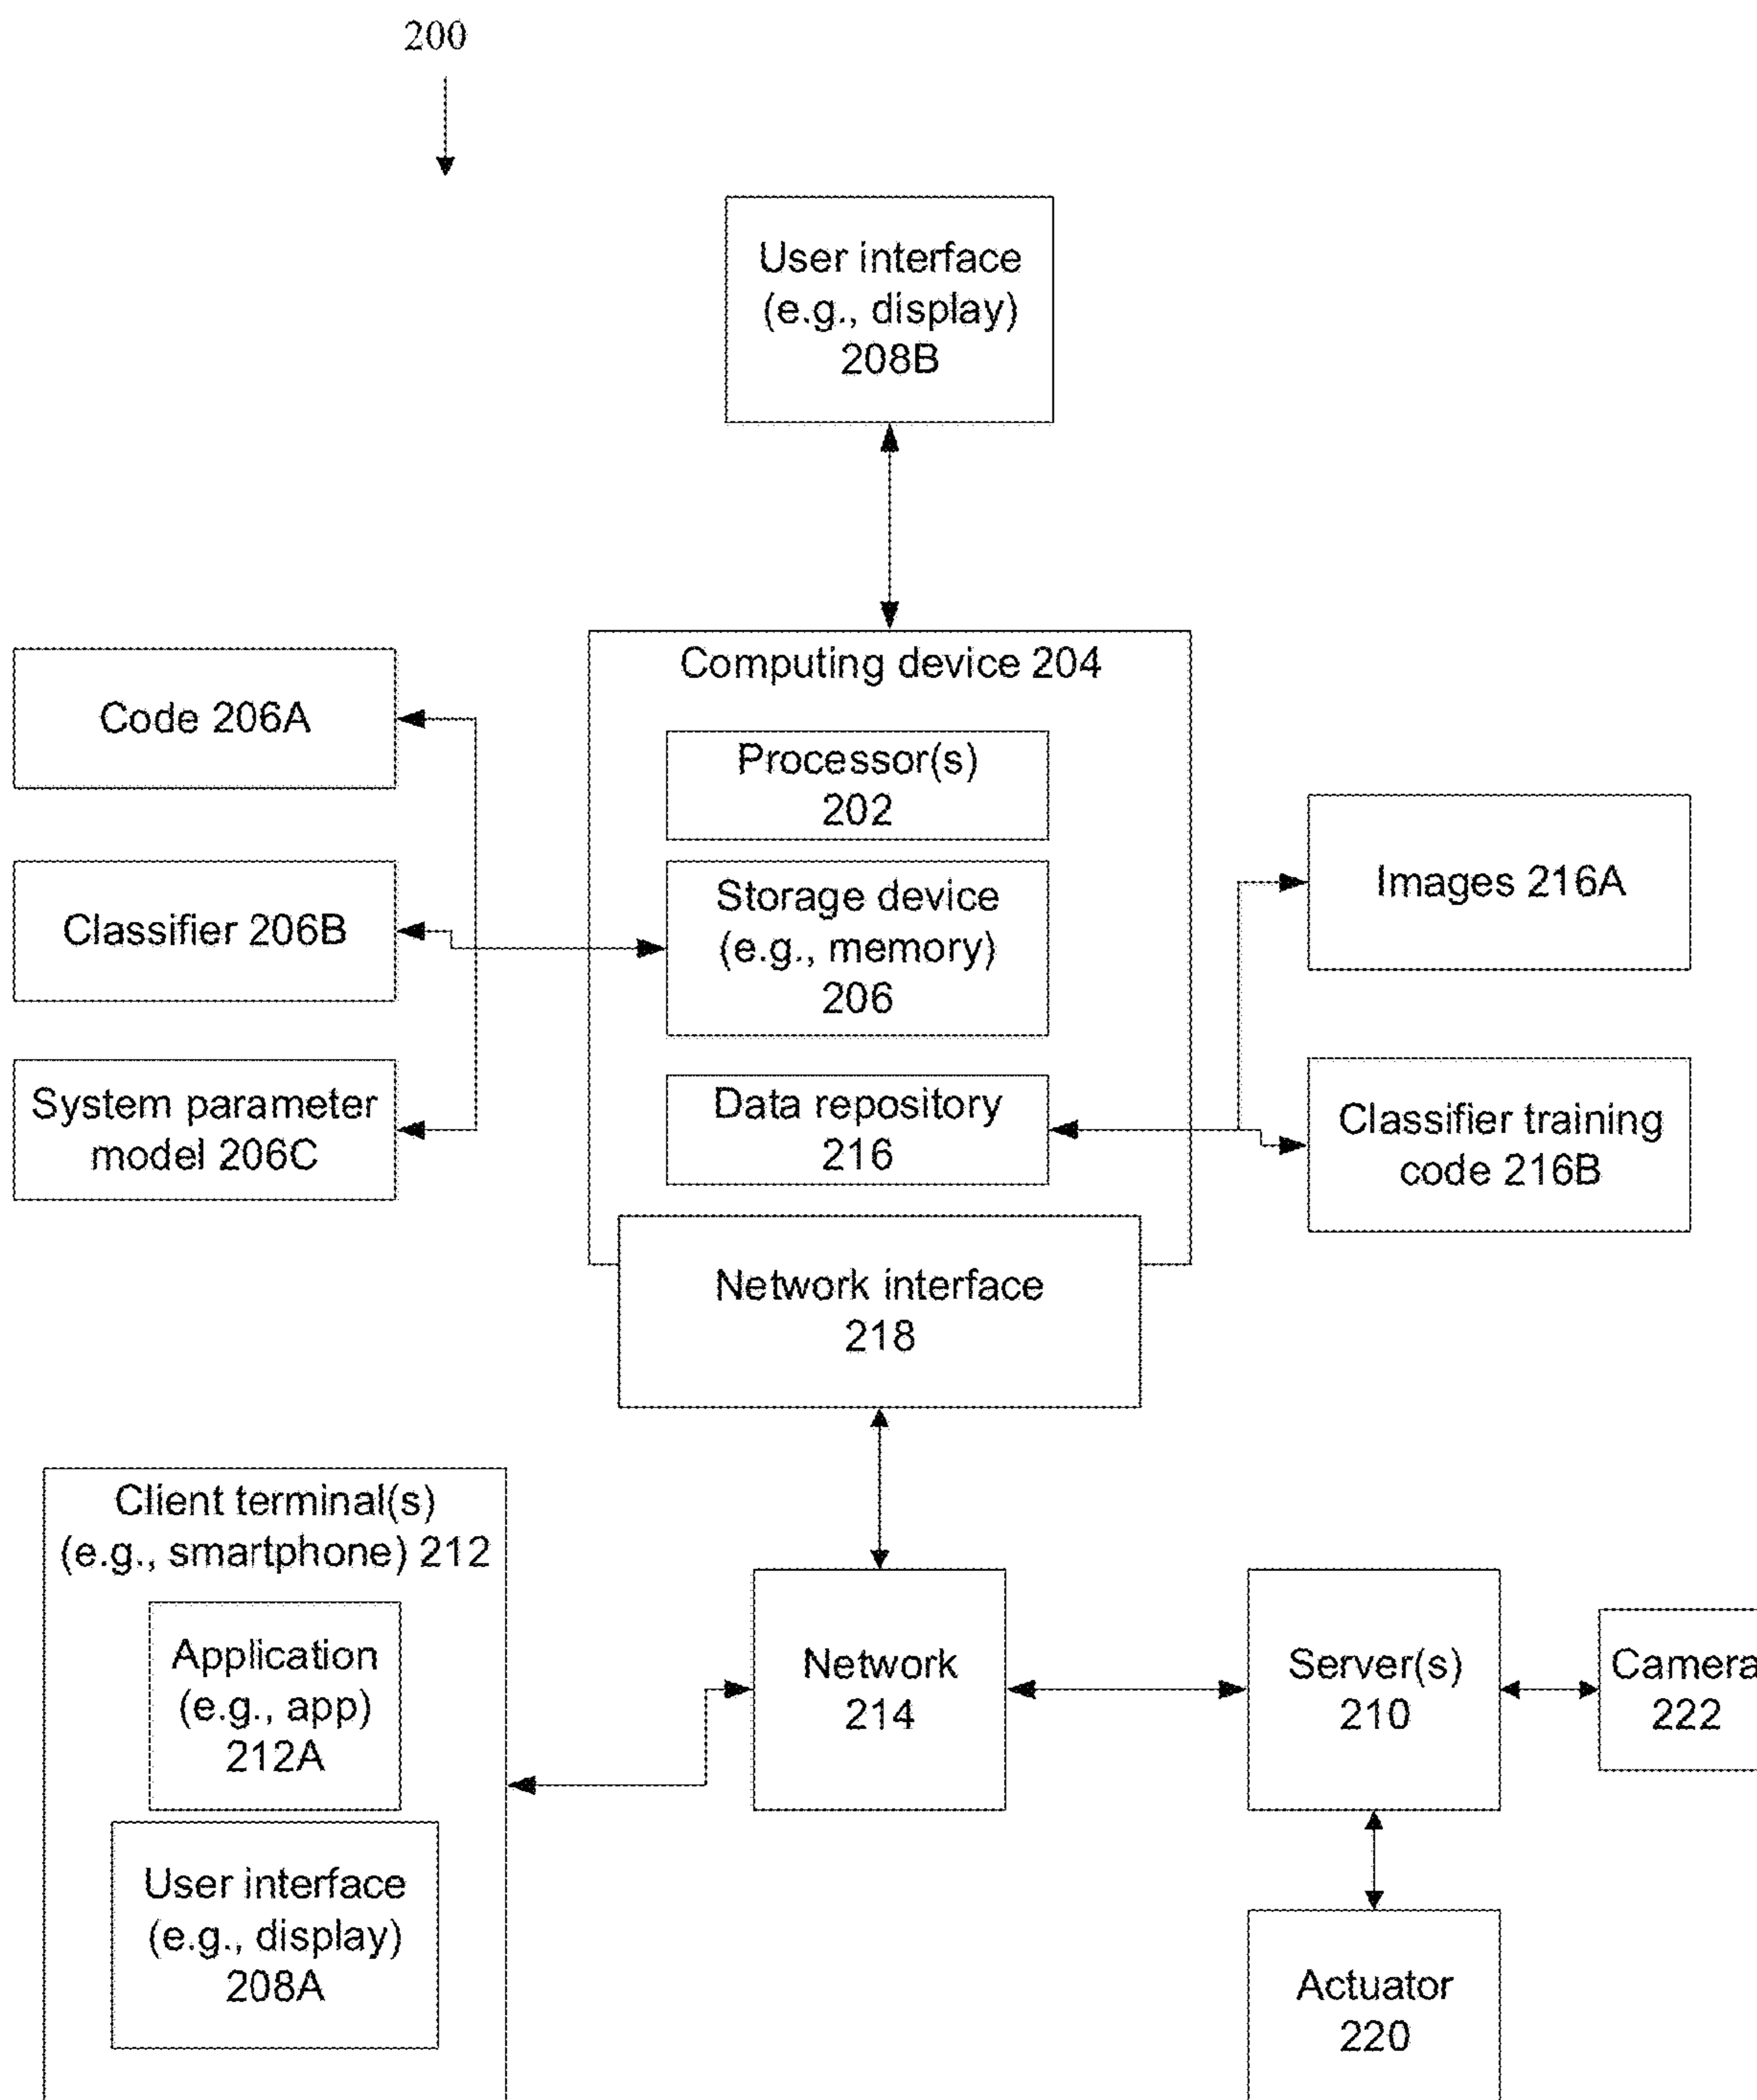 200
User interface
(e.g., display)
208B
Computing device 204
Code 206A
Processor(s)
202
Classifier 206B
Storage device
(e.g., memory)
206
Images 216A
System parameter
model 206C
Data repository
216
Classifier training
code 216B
Network interface
218
Client terminal(s)
(e.g., smartphone) 212
Application
(e.g., app)
212A
User interface
(e.g., display)
208A
Network
214
Server(s)
210
Camera
222
Actuator
220